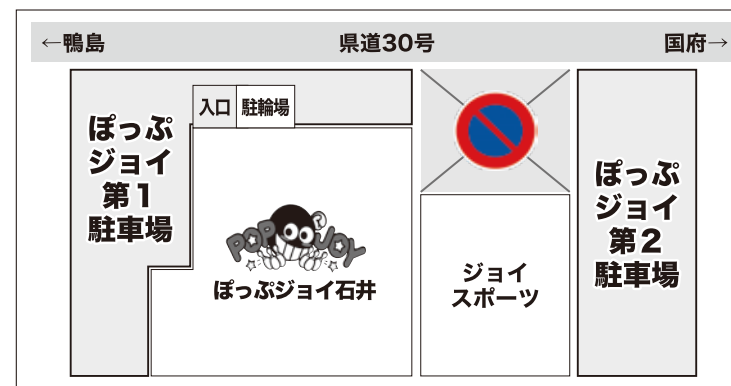 ←鴨島
県道30号
国府→
入口
駐輪場
ぽっぷ
ジョイ
第1
駐車場
POP JOY
ぽっぷジョイ石井
ジョイ
スポーツ
ぽっぷ
ジョイ
第2
駐車場